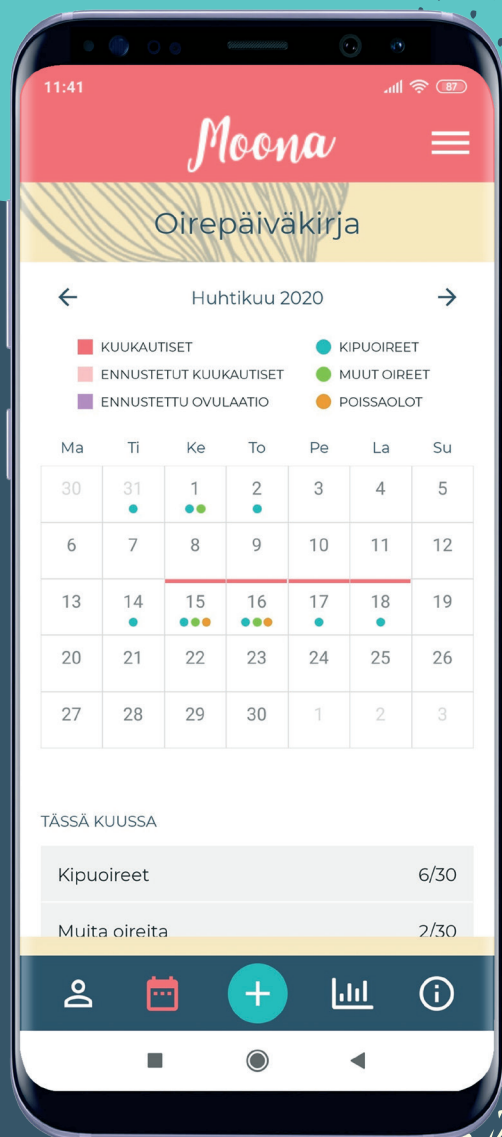 11:41 87
Moona
Oirepäiväkirja
Huhtikuu 2020
KUUKAUTISET KIPUOIREET
ENNUSTETUT KUUKAUTISET MUUT OIREET
ENNUSTETTU OVULAATIO POISSAOLOT
Ma Ti Ke To Pe La Su
30 31 1 2 3 4 5
6 7 8 9 10 11 12
13 14 15 16 17 18 19
20 21 22 23 24 25 26
27 28 29 30 1 2 3
TÄSSÄ KUUSSA
Kipuoireet 6/30
Muita oireita 2/30